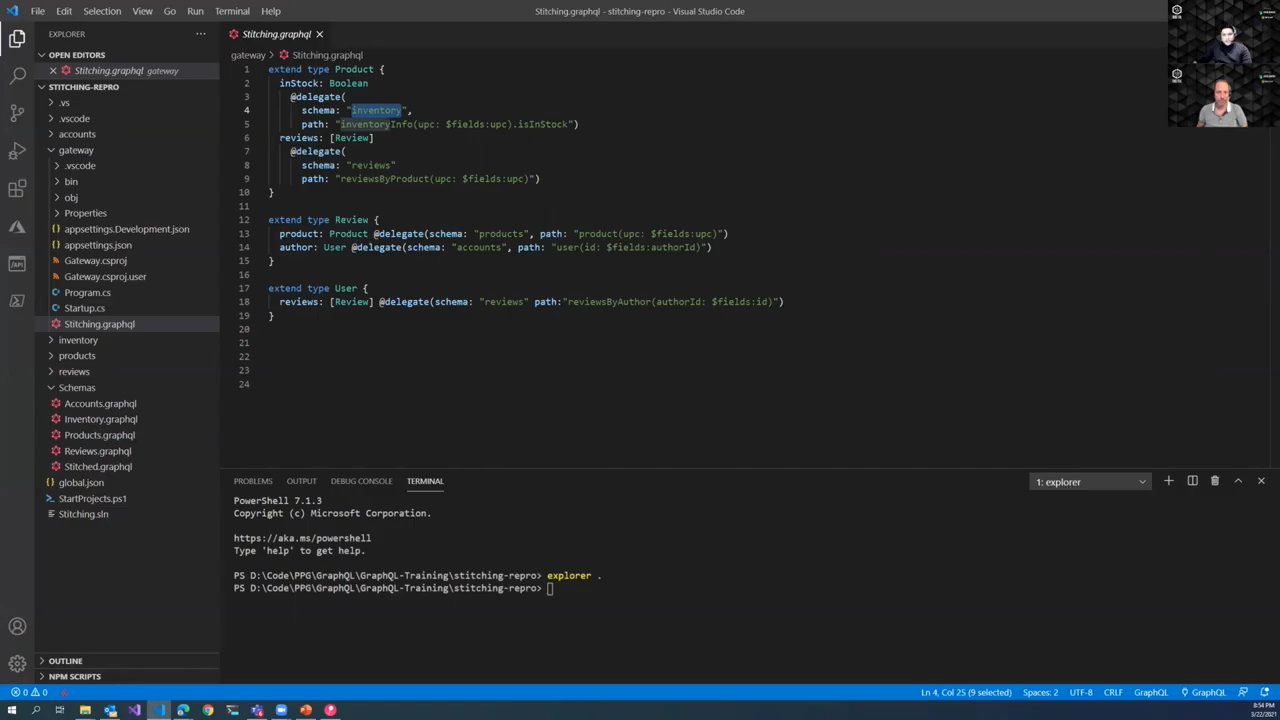 File Edit Selection View Go Run Terminal Help
Stitching.graphql - stitching-repro - Visual Studio Code
EXPLORER
OPEN EDITORS
Stitching.graphql gateway
STITCHING-REPRO
.vs
.vscode
accounts
gateway
.vscode
bin
obj
Properties
appsettings.Development.json
appsettings.json
Gateway.csproj
Gateway.csproj.user
Program.cs
Startup.cs
Stitching.graphql
inventory
products
reviews
Schemas
Accounts.graphql
Inventory.graphql
Products.graphql
Reviews.graphql
Stitched.graphql
global.json
StartProjects.ps1
Stitching.sln
OUTLINE
NPM SCRIPTS
Stitching.graphql
gateway > Stitching.graphql
1 extend type Product {
2 inStock: Boolean
3 @delegate(
4 schema: "inventory",
5 path: "inventoryInfo(upc: $fields:upc).isInStock")
6 reviews: [Review]
7 @delegate(
8 schema: "reviews"
9 path: "reviewsByProduct(upc: $fields:upc)")
10 }
11
12 extend type Review {
13 product: Product @delegate(schema: "products", path: "product(upc: $fields:upc)")
14 author: User @delegate(schema: "accounts", path: "user(id: $fields:authorId)")
15 }
16
17 extend type User {
18 reviews: [Review] @delegate(schema: "reviews" path:"reviewsByAuthor(authorId: $fields:id)")
19 }
20
21
22
23
24
PROBLEMS OUTPUT DEBUG CONSOLE TERMINAL
1: explorer
PowerShell 7.1.3
Copyright (c) Microsoft Corporation.
https://aka.ms/powershell
Type 'help' to get help.
PS D:\Code\PPG\GraphQL\GraphQL-Training\stitching-repro> explorer .
PS D:\Code\PPG\GraphQL\GraphQL-Training\stitching-repro>
0 0
Ln 4, Col 25 (9 selected) Spaces: 2 UTF-8 CRLF GraphQL GraphQL
8:54 PM
3/22/2021